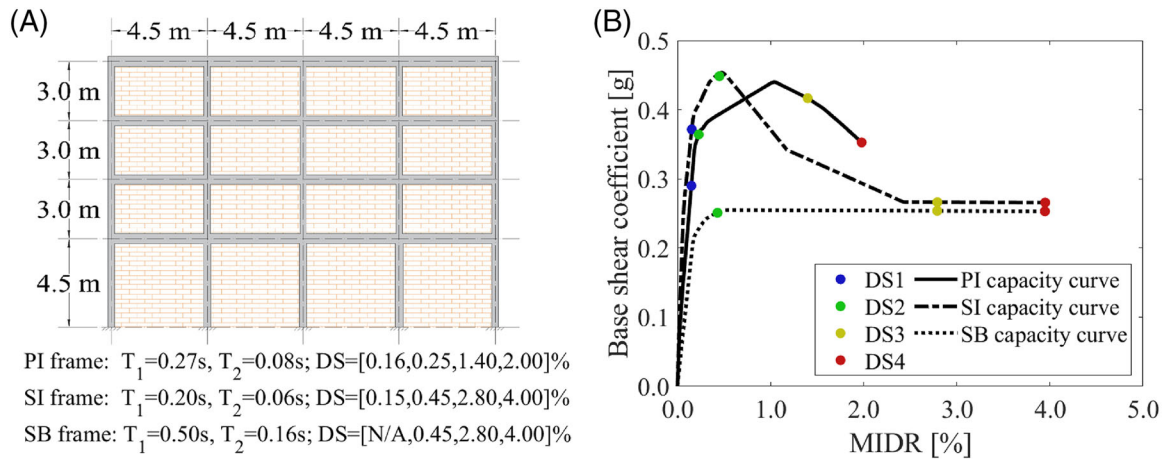 (A)
4.5 m 4.5 m 4.5 m 4.5 m
3.0 m
3.0 m
3.0 m
4.5 m
PI frame: T1=0.27s, T2=0.08s; DS=[0.16,0.25,1.40,2.00]%
SI frame: T1=0.20s, T2=0.06s; DS=[0.15,0.45,2.80,4.00]%
SB frame: T1=0.50s, T2=0.16s; DS=[N/A,0.45,2.80,4.00]%
(B)
Base shear coefficient [g]
0.5
0.4
0.3
0.2
0.1
0.0
0.0 1.0 2.0 3.0 4.0 5.0
MIDR [%]
DS1 PI capacity curve
DS2 SI capacity curve
DS3 SB capacity curve
DS4